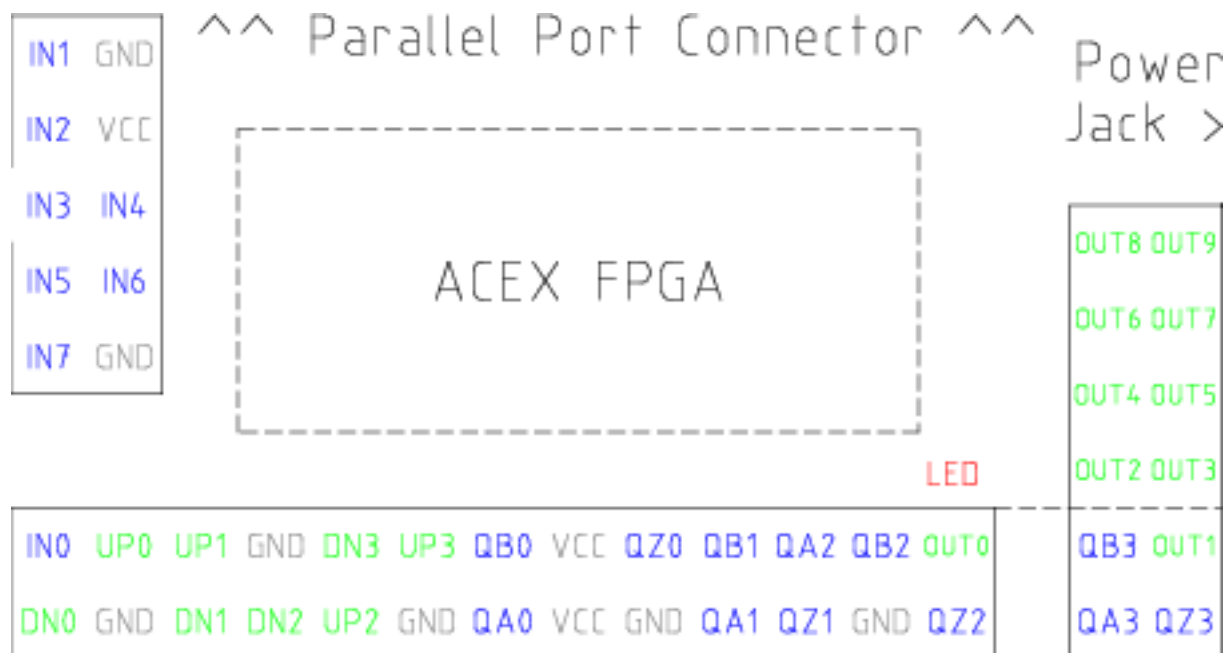 ^^ Parallel Port Connector ^^
Power
Jack >
IN1 GND
IN2 VCC
IN3 IN4
IN5 IN6
IN7 GND
ACEX FPGA
OUT8 OUT9
OUT6 OUT7
OUT4 OUT5
OUT2 OUT3
LED
IN0 UP0 UP1 GND DN3 UP3 QB0 VCC QZ0 QB1 QA2 QB2 OUT0
DN0 GND DN1 DN2 UP2 GND QA0 VCC GND QA1 QZ1 GND QZ2
QB3 OUT1
QA3 QZ3